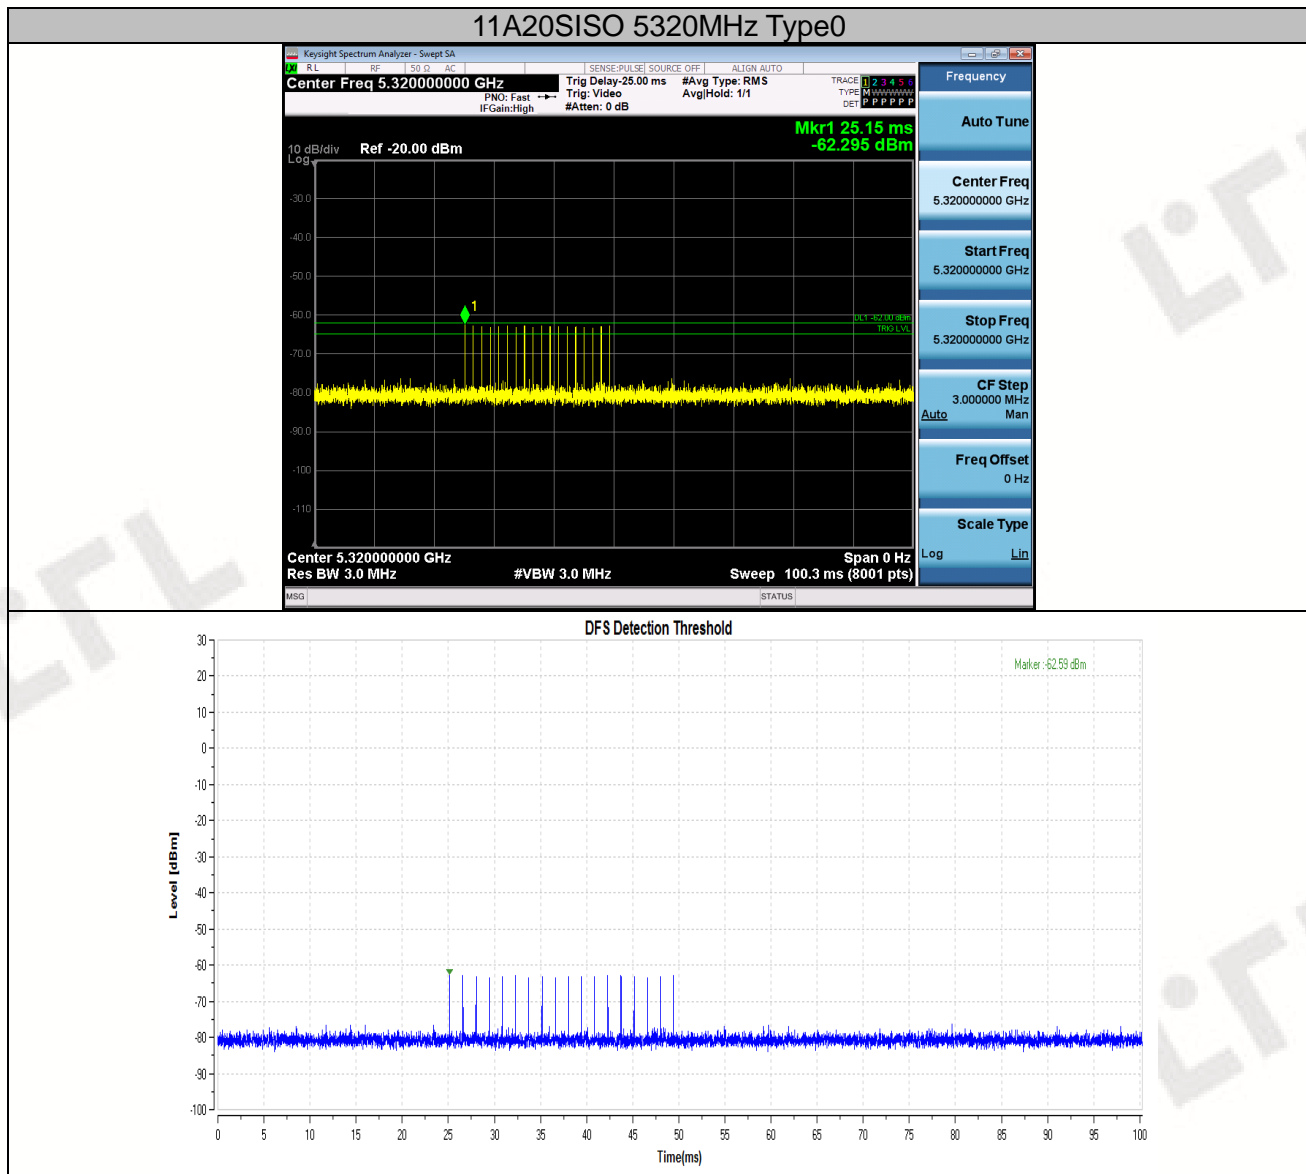 11A20SISO 5320MHz Type0
Keysight Spectrum Analyzer - Swept SA
RL RF 50 Ω AC SENSE:PULSE SOURCE OFF ALIGN AUTO
Center Freq 5.320000000 GHz
PNO: Fast
IFGain:High
Trig Delay-25.00 ms
Trig: Video
#Atten: 0 dB
#Avg Type: RMS
Avg|Hold: 1/1
TRACE 1 2 3 4 5 6
TYPE M WWWWW
DET P P P P P P
Mkr1 25.15 ms
-62.295 dBm
10 dB/div Ref -20.00 dBm
Log
-30.0
-40.0
-50.0
-60.0
-70.0
-80.0
-90.0
-100
-110
1
DL1 -62.00 dBm
TRIG LVL
Center 5.320000000 GHz Span 0 Hz
Res BW 3.0 MHz #VBW 3.0 MHz Sweep 100.3 ms (8001 pts)
MSG STATUS
Frequency
Auto Tune
Center Freq
5.320000000 GHz
Start Freq
5.320000000 GHz
Stop Freq
5.320000000 GHz
CF Step
3.000000 MHz
Auto Man
Freq Offset
0 Hz
Scale Type
Log Lin
DFS Detection Threshold
Marker :-62.59 dBm
Level [dBm]
30
20
10
0
-10
-20
-30
-40
-50
-60
-70
-80
-90
-100
0 5 10 15 20 25 30 35 40 45 50 55 60 65 70 75 80 85 90 95 100
Time(ms)